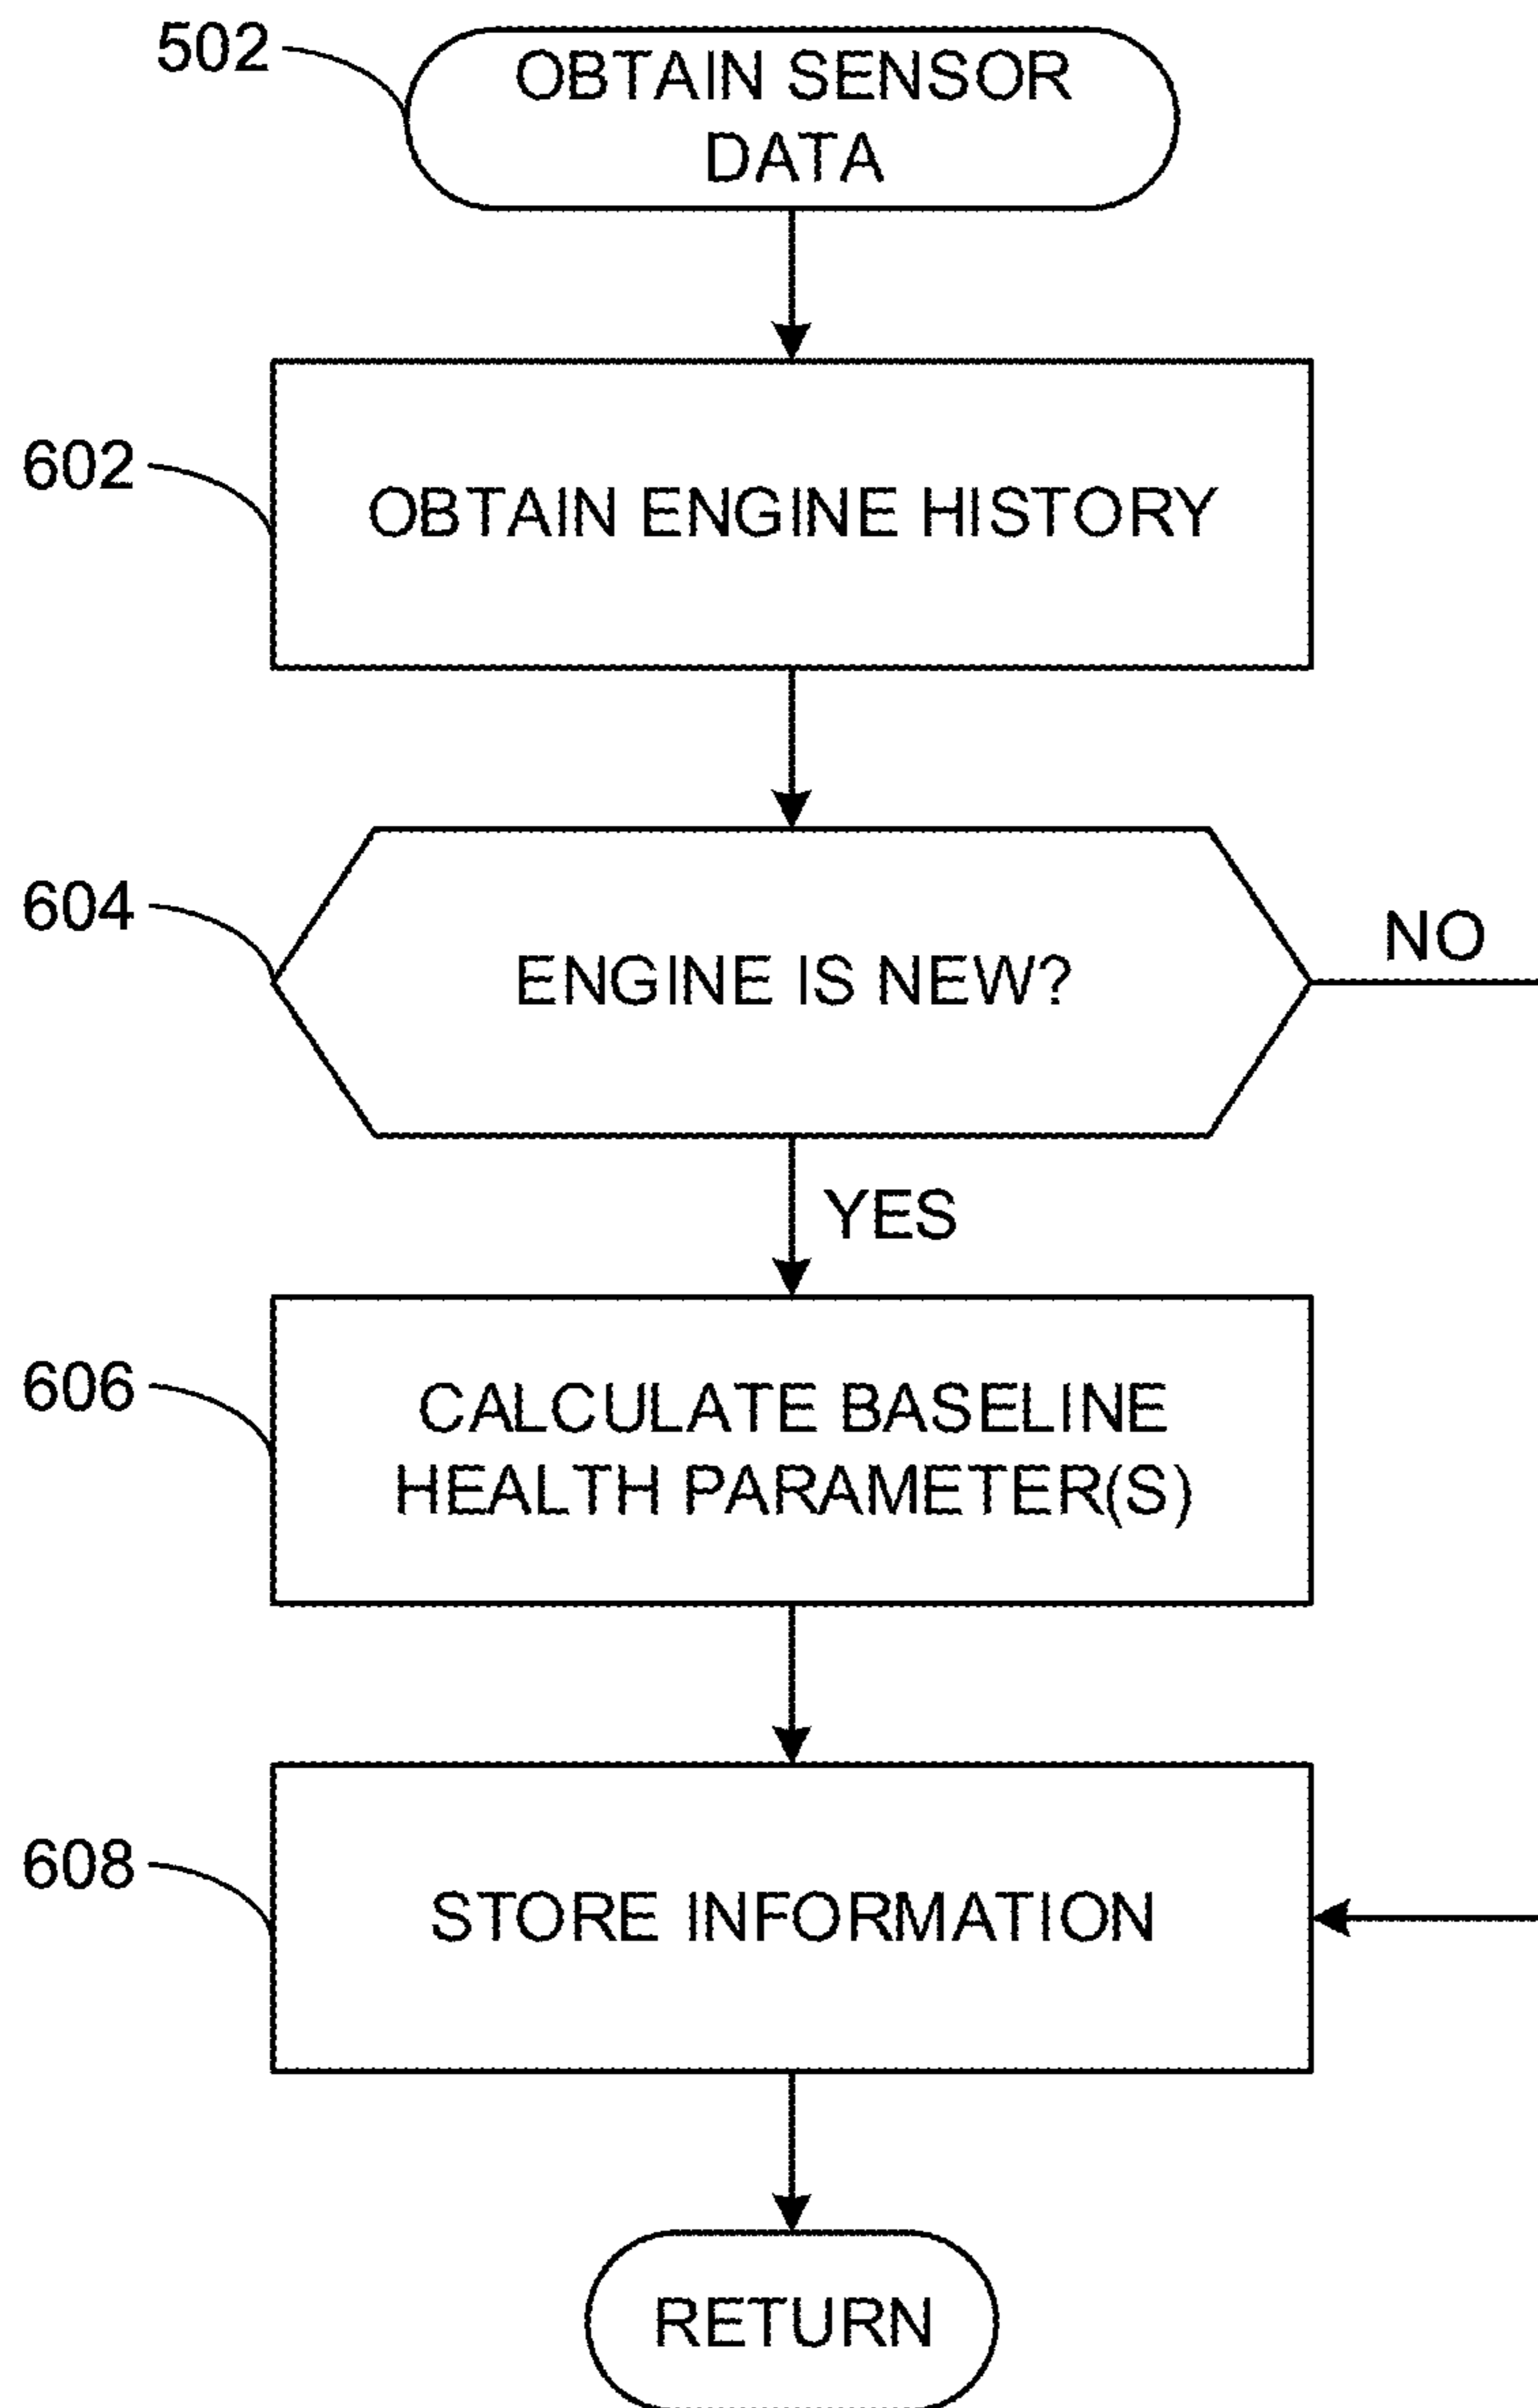 502
OBTAIN SENSOR
DATA
602
OBTAIN ENGINE HISTORY
604
ENGINE IS NEW?
NO
YES
606
CALCULATE BASELINE
HEALTH PARAMETER(S)
608
STORE INFORMATION
RETURN